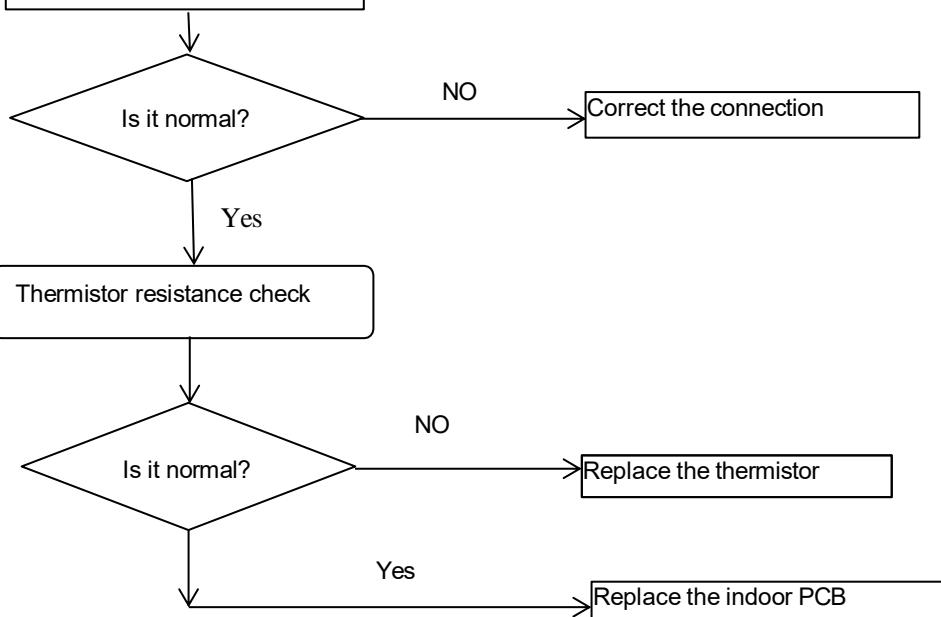 Is it normal?
NO
Correct the connection
Yes
Thermistor resistance check
NO
Is it normal?
Replace the thermistor
Yes
Replace the indoor PCB